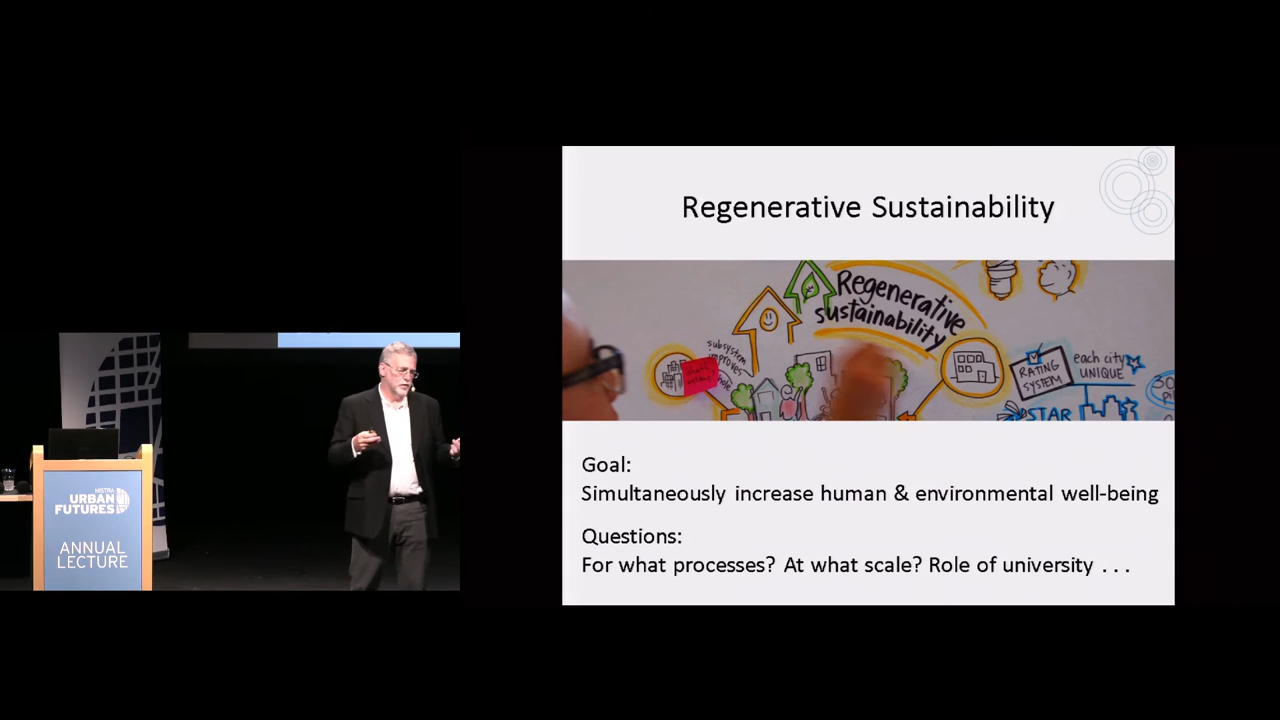 MISTRA
URBAN
FUTURES
ANNUAL
LECTURE
Regenerative Sustainability
Regenerative
sustainability
subsystem
improves
RATING
SYSTEM
each city
UNIQUE
STAR
Goal:
Simultaneously increase human & environmental well-being
Questions:
For what processes? At what scale? Role of university . . .